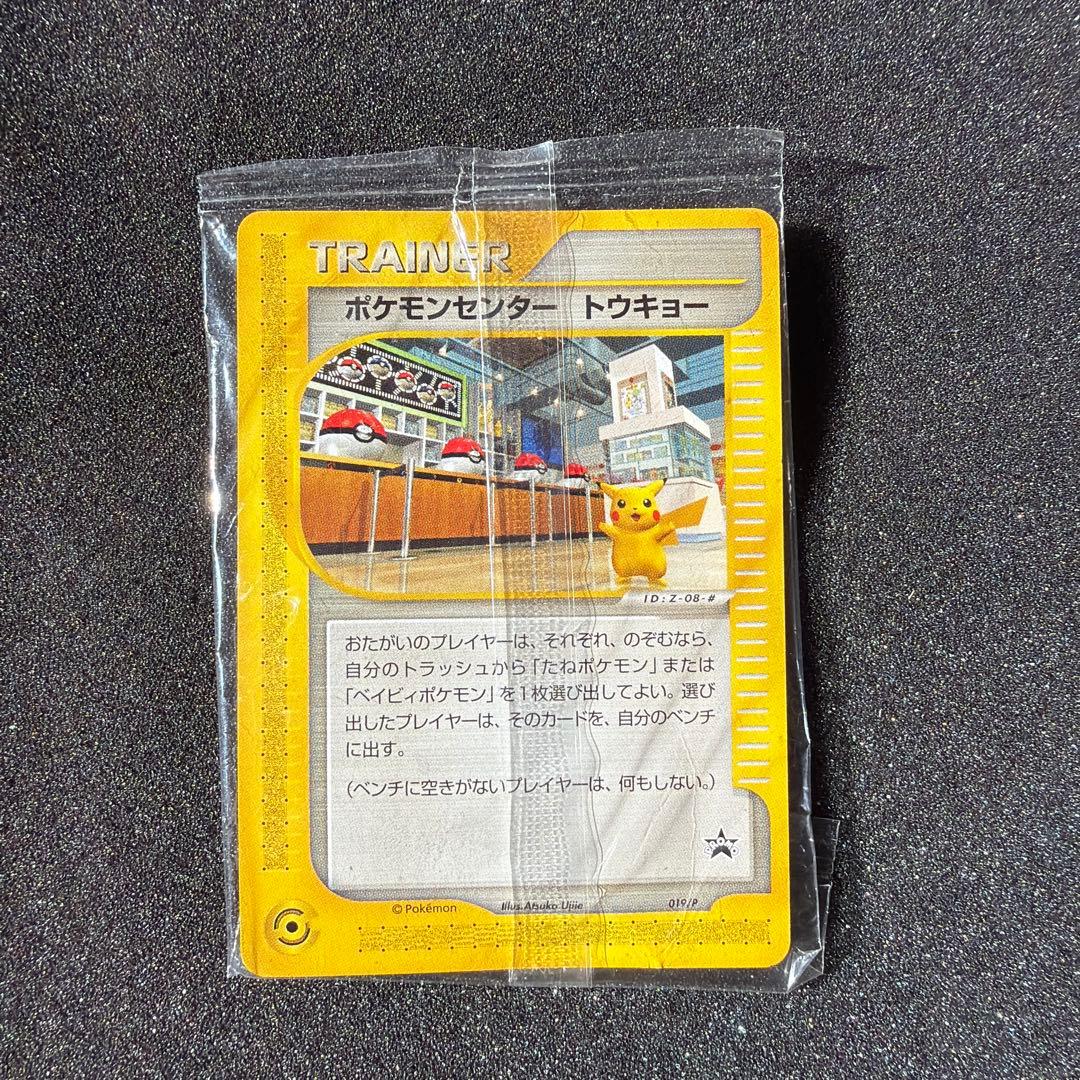 TRAINER
ポケモンセンター トウキョー
ID:Z-08-#
おたがいのプレイヤーは、それぞれ、のぞむなら、
自分のトラッシュから「たねポケモン」または
「ベイビィポケモン」を1枚選び出してよい。選び
出したプレイヤーは、そのカードを、自分のベンチ
に出す。
（ベンチに空きがないプレイヤーは、何もしない。）
PROMO
© Pokémon
Illus.Atsuko Ujiie
019/P